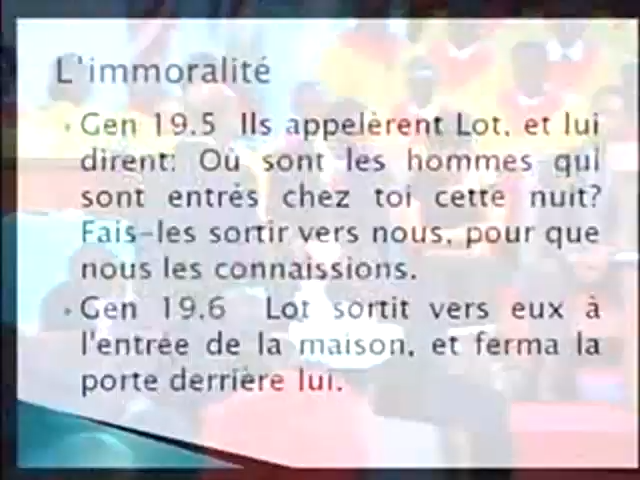 L'immoralité
• Gen 19.5 Ils appelèrent Lot, et lui
dirent: Où sont les hommes qui
sont entrés chez toi cette nuit?
Fais-les sortir vers nous, pour que
nous les connaissions.
• Gen 19.6 Lot sortit vers eux à
l'entrée de la maison, et ferma la
porte derrière lui.